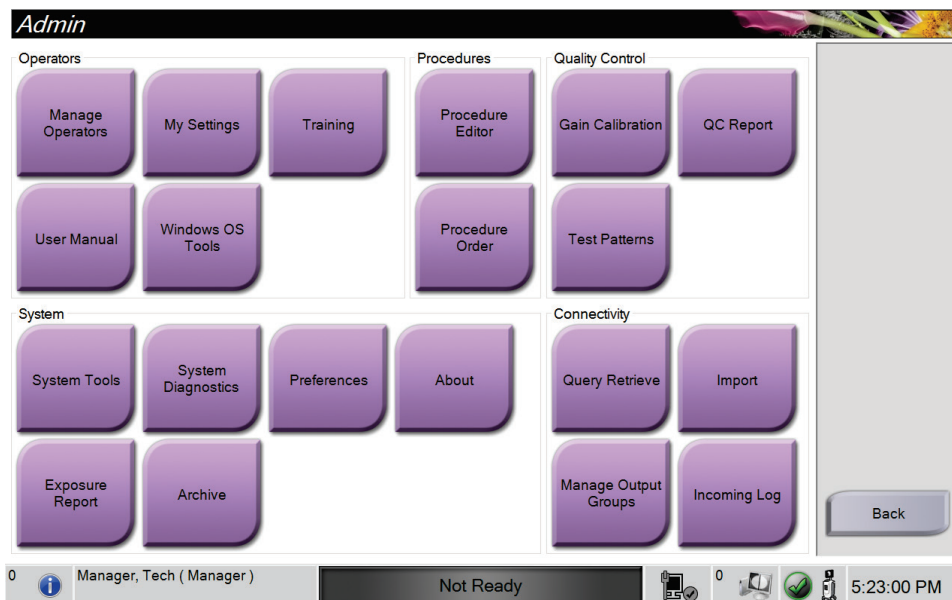 Admin
Operators
Manage
Operators
My Settings
Training
User Manual
Windows OS
Tools
Procedures
Procedure
Editor
Procedure
Order
Quality Control
Gain Calibration
QC Report
Test Patterns
System
System Tools
System
Diagnostics
Preferences
About
Exposure
Report
Archive
Connectivity
Query Retrieve
Import
Manage Output
Groups
Incoming Log
Back
0
Manager, Tech ( Manager )
Not Ready
0
5:23:00 PM